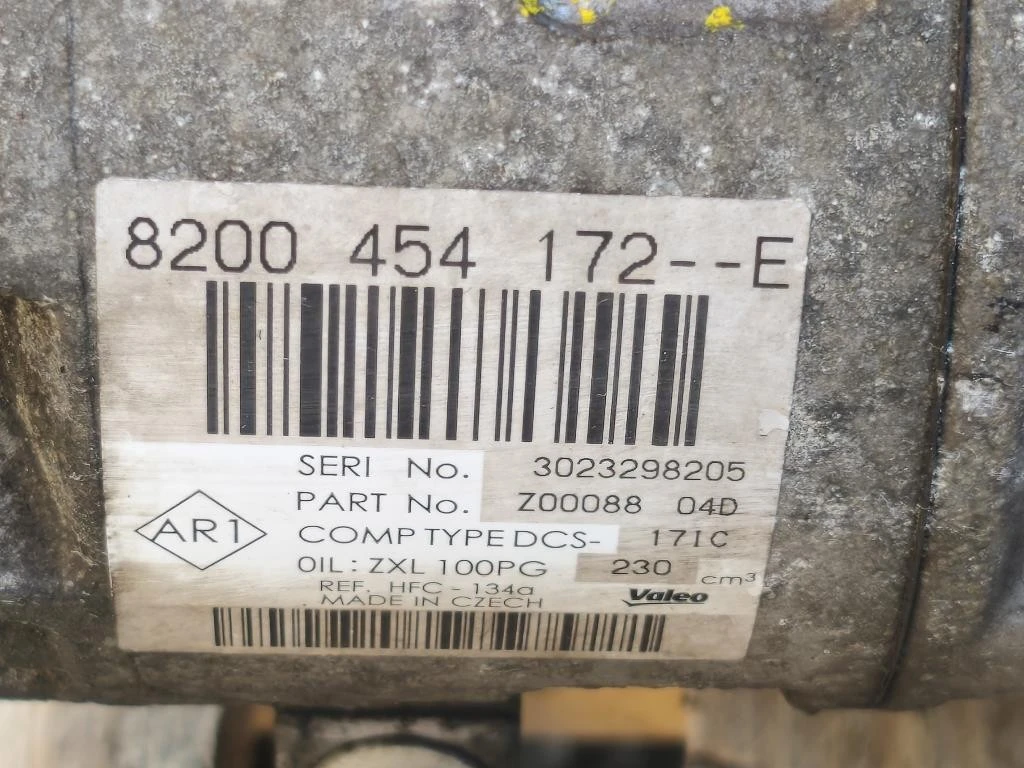 8200 454 172--E
SERI No. 3023298205
PART No. Z00088 04D
AR1
COMP TYPE DCS- 171C
OIL: ZXL 100PG 230 cm³
REF. HFC - 134a
MADE IN CZECH
Valeo